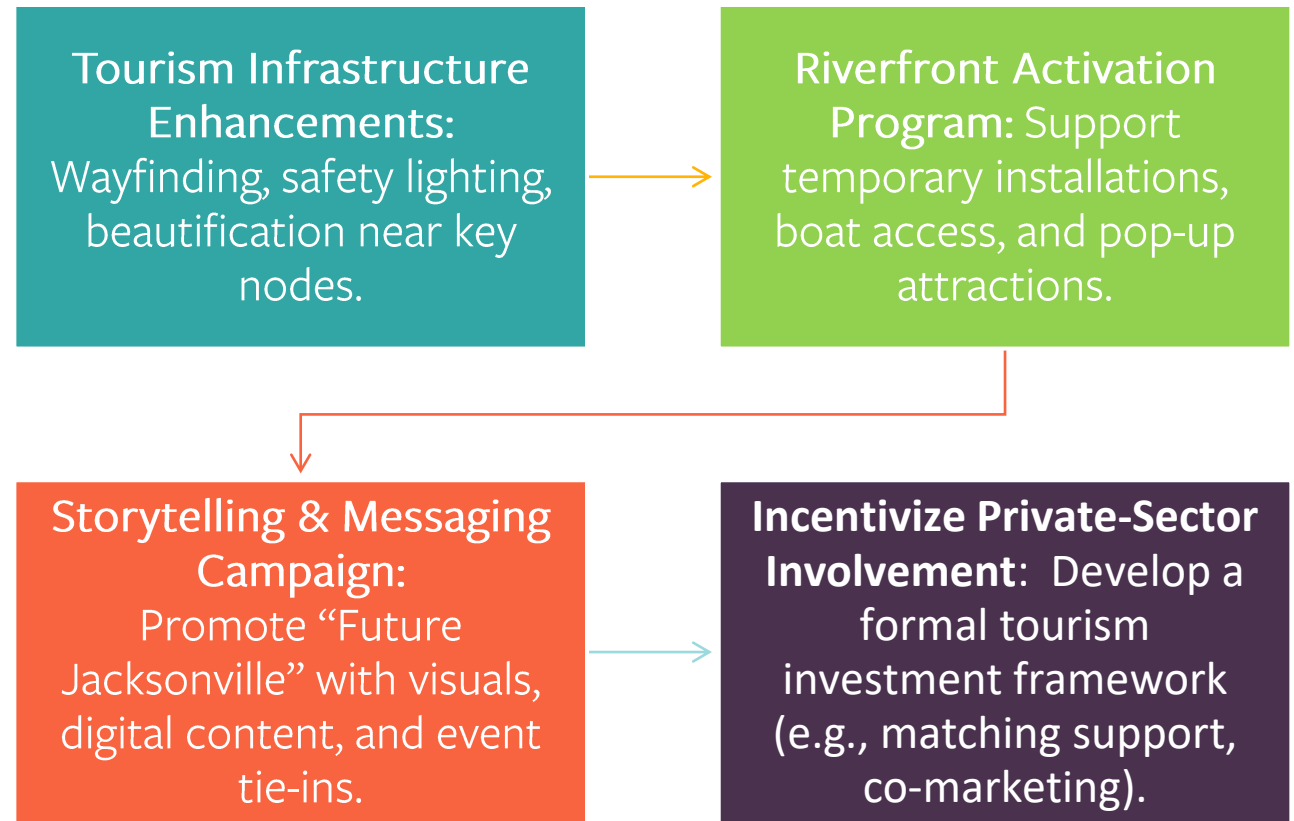 Tourism Infrastructure
Enhancements:
Wayfinding, safety lighting,
beautification near key
nodes.
Riverfront Activation
Program: Support
temporary installations,
boat access, and pop-up
attractions.
Storytelling & Messaging
Campaign:
Promote “Future
Jacksonville” with visuals,
digital content, and event
tie-ins.
Incentivize Private-Sector
Involvement:  Develop a
formal tourism
investment framework
(e.g., matching support,
co-marketing).